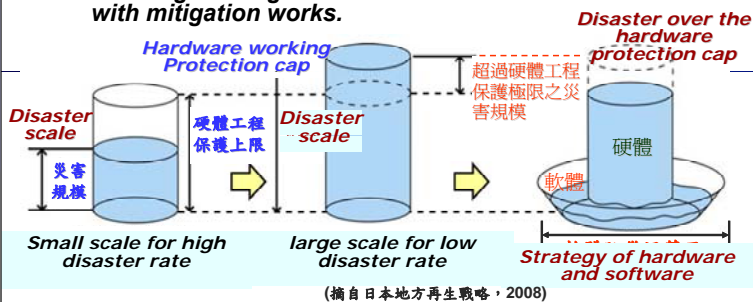 with mitigation works.
Hardware working
Protection cap
Disaster over the
hardware
protection cap
Disaster
scale
災害
規模
硬體工程
保護上限
Disaster
scale
超過硬體工程
保護極限之災
害規模
硬體
軟體
Small scale for high
disaster rate
large scale for low
disaster rate
Strategy of hardware
and software
(摘自日本地方再生戰略，2008)